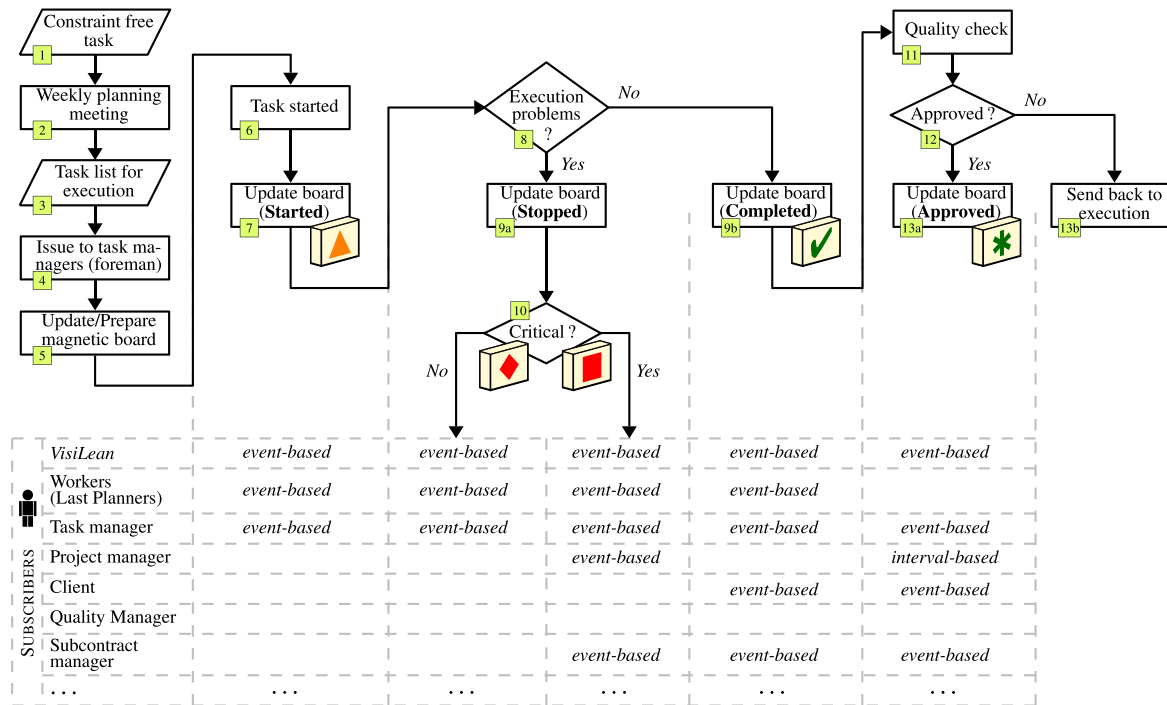 Constraint free
task
1
Weekly planning
meeting
2
Task list for
execution
3
Issue to task ma-
nagers (foreman)
4
Update/Prepare
magnetic board
5
Task started
6
Update board
(Started)
7
Execution
problems
?
8
No
Yes
Update board
(Stopped)
9a
Update board
(Completed)
9b
10
Critical ?
No
Yes
Quality check
11
Approved ?
12
No
Yes
Update board
(Approved)
13a
Send back to
execution
13b
SUBSCRIBERS
VisiLean event-based event-based event-based event-based event-based
Workers
(Last Planners) event-based event-based event-based event-based
Task manager event-based event-based event-based event-based event-based
Project manager event-based interval-based
Client event-based event-based
Quality Manager
Subcontract
manager event-based event-based event-based
... ... ... ... ... ...